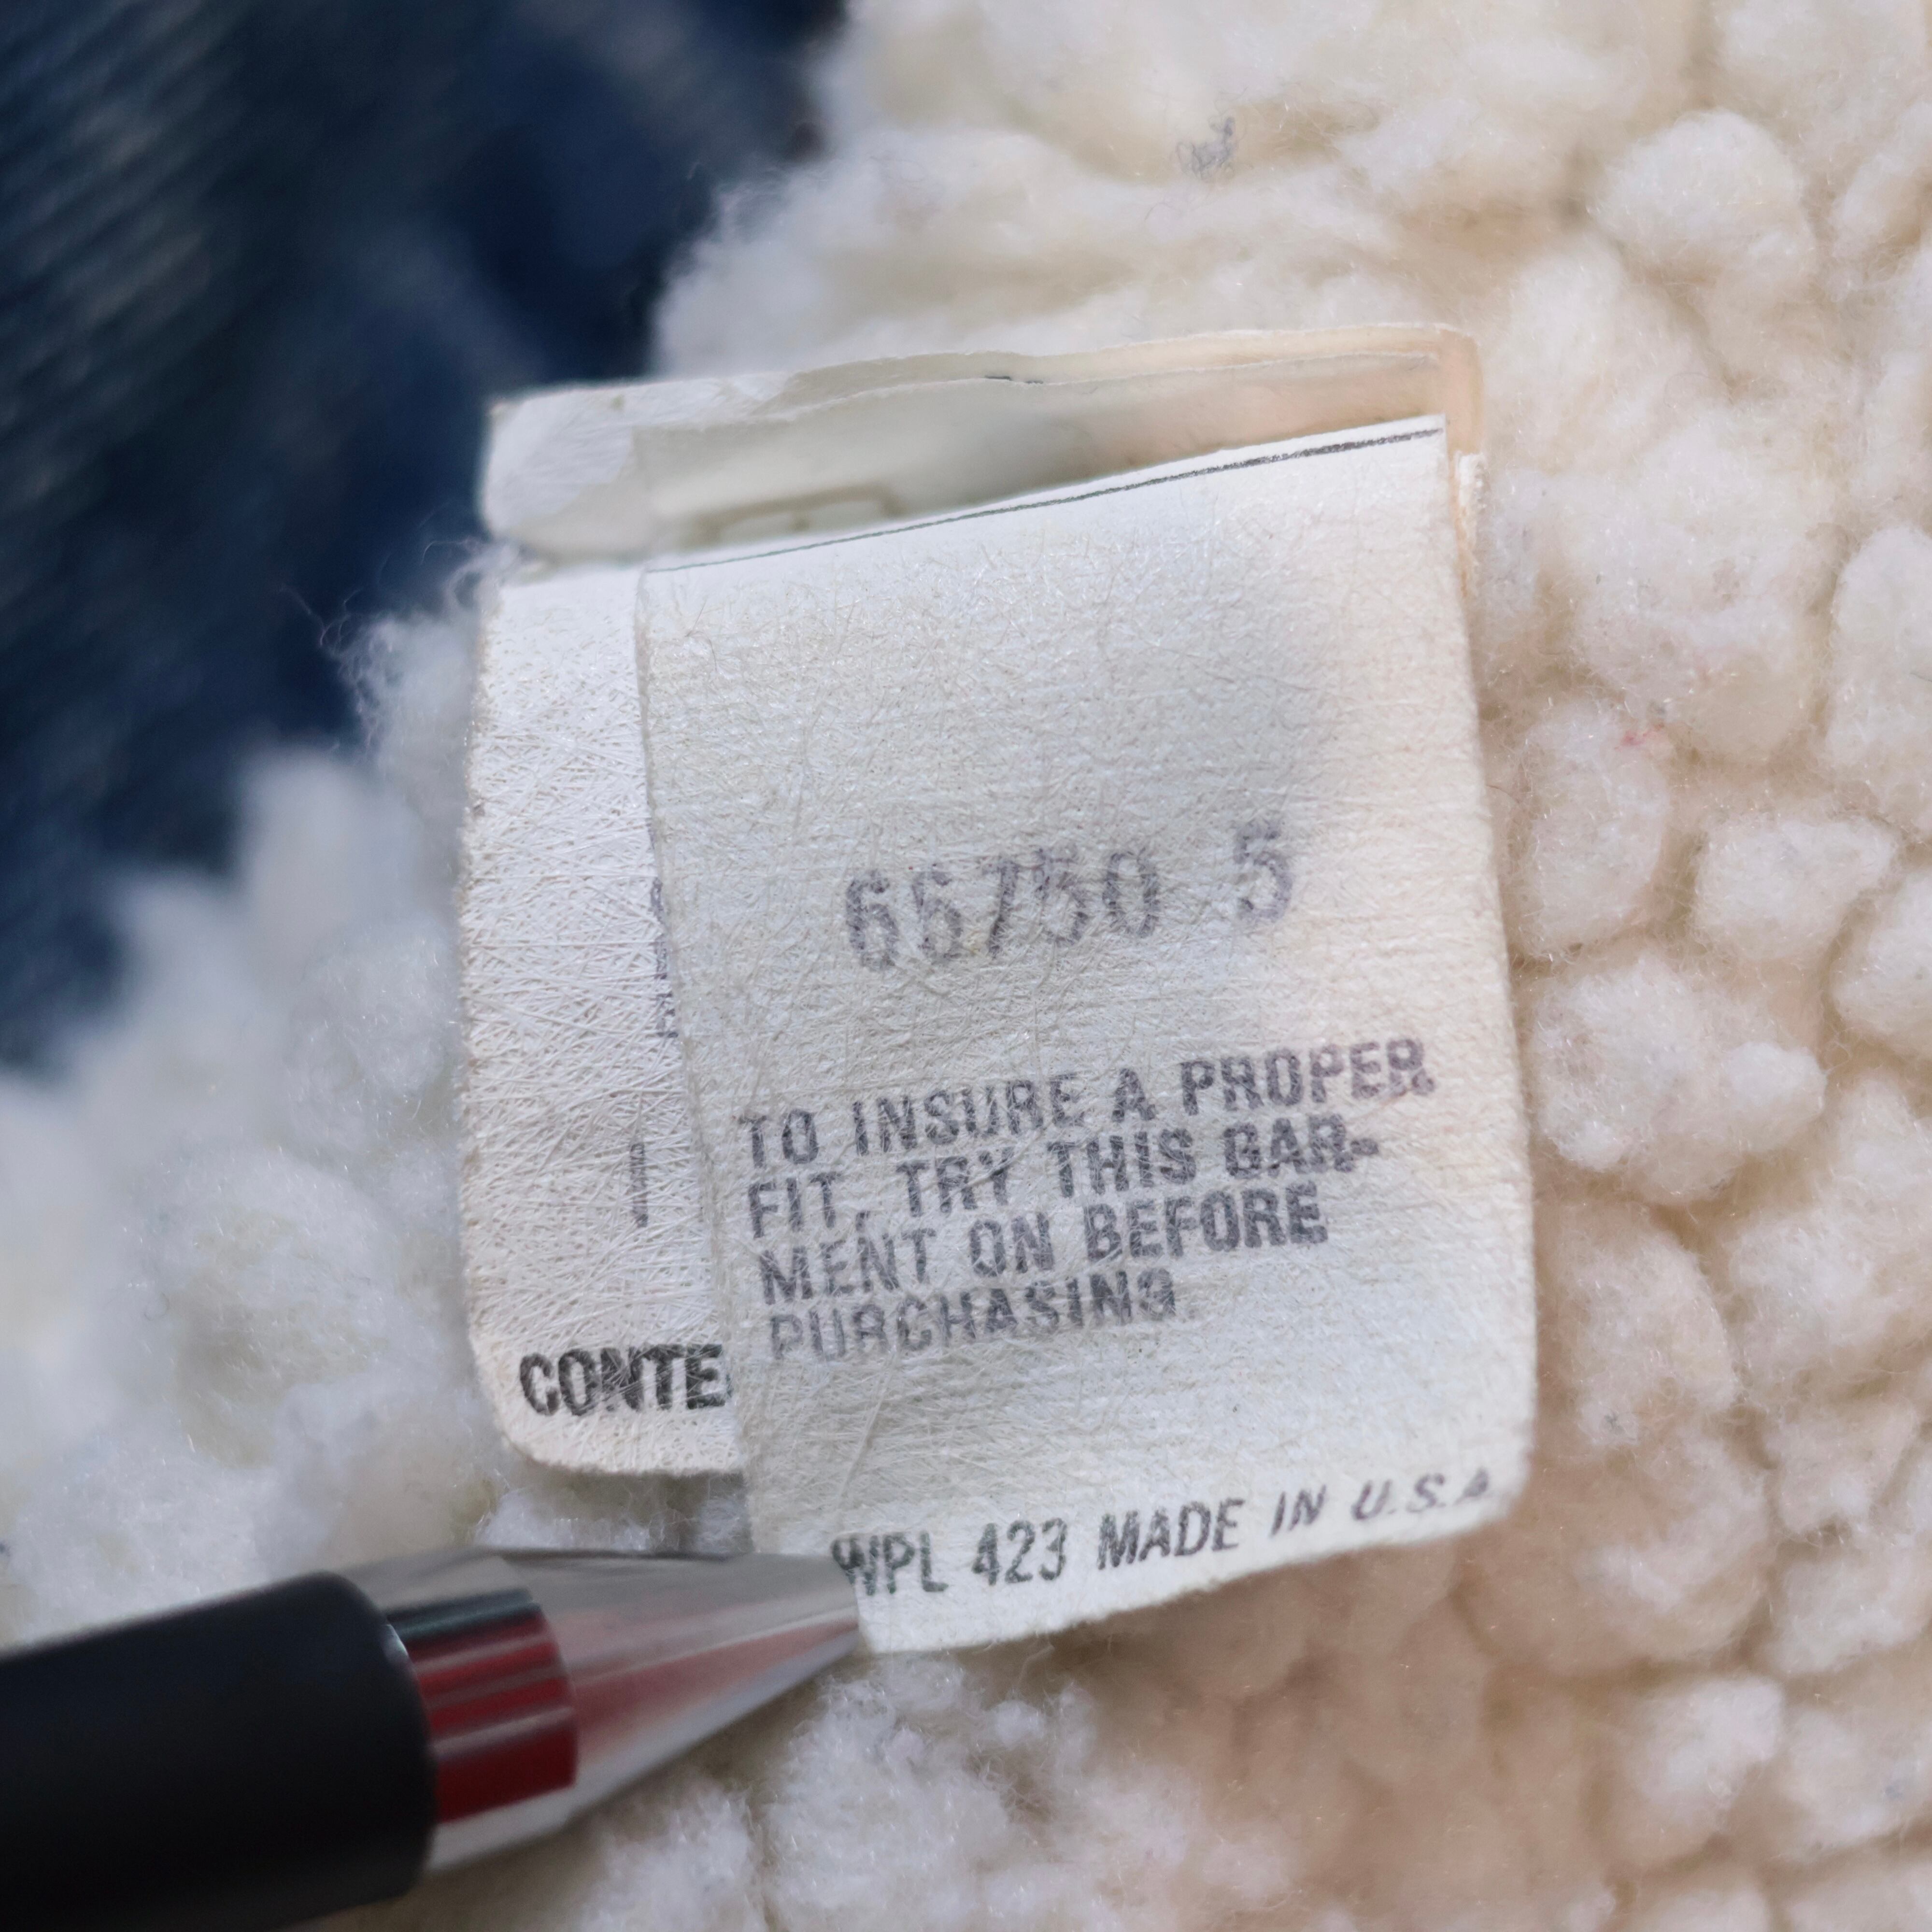 66750 5
TO INSURE A PROPER
FIT, TRY THIS GAR-
MENT ON BEFORE
PURCHASING
CONTE
WPL 423 MADE IN U.S.A